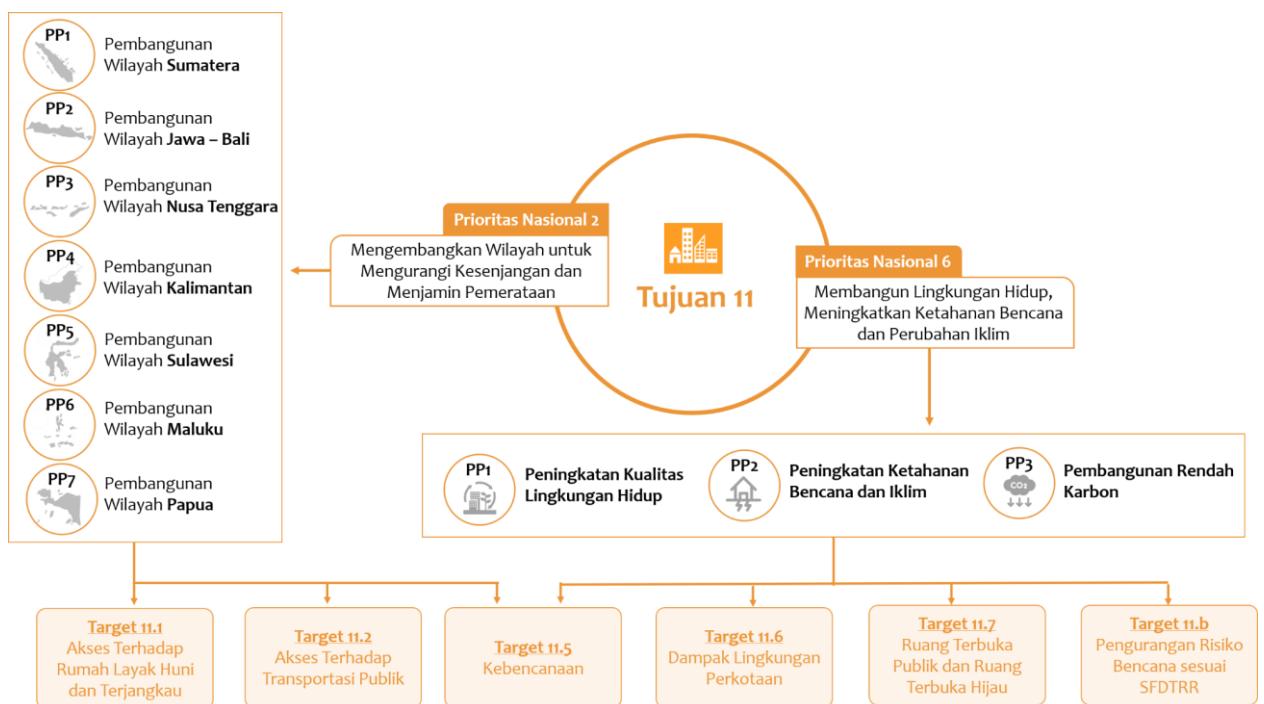 PP1
Pembangunan
Wilayah Sumatera
PP2
Pembangunan
Wilayah Jawa – Bali
PP3
Pembangunan
Wilayah Nusa Tenggara
PP4
Pembangunan
Wilayah Kalimantan
PP5
Pembangunan
Wilayah Sulawesi
PP6
Pembangunan
Wilayah Maluku
PP7
Pembangunan
Wilayah Papua
Prioritas Nasional 2
Mengembangkan Wilayah untuk
Mengurangi Kesenjangan dan
Menjamin Pemerataan
Tujuan 11
Prioritas Nasional 6
Membangun Lingkungan Hidup,
Meningkatkan Ketahanan Bencana
dan Perubahan Iklim
PP1
Peningkatan Kualitas
Lingkungan Hidup
PP2
Peningkatan Ketahanan
Bencana dan Iklim
PP3
CO2
Pembangunan Rendah
Karbon
Target 11.1
Akses Terhadap
Rumah Layak Huni
dan Terjangkau
Target 11.2
Akses Terhadap
Transportasi Publik
Target 11.5
Kebencanaan
Target 11.6
Dampak Lingkungan
Perkotaan
Target 11.7
Ruang Terbuka
Publik dan Ruang
Terbuka Hijau
Target 11.b
Pengurangan Risiko
Bencana sesuai
SFDTRR